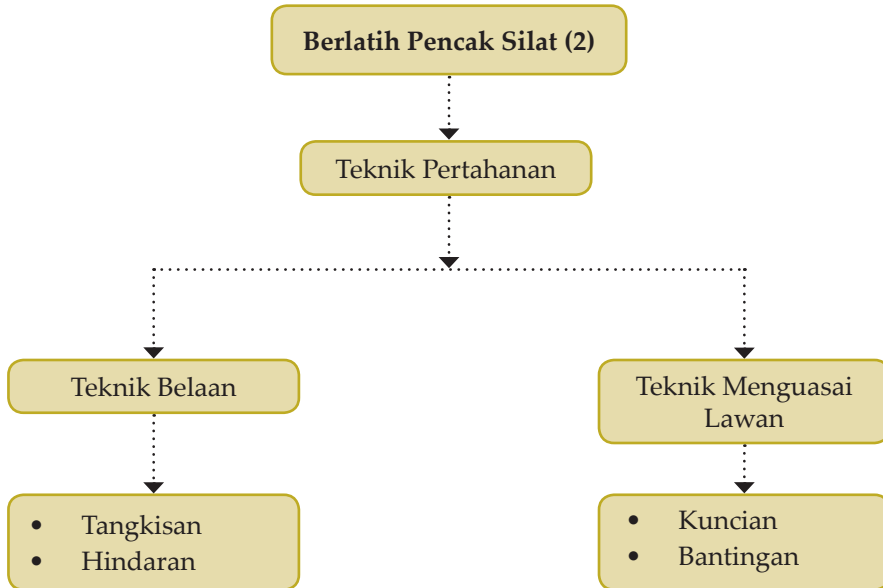 Berlatih Pencak Silat (2)
Teknik Pertahanan
Teknik Belaan
Teknik Menguasai
Lawan
• Tangkisan
• Hindaran
• Kuncian
• Bantingan